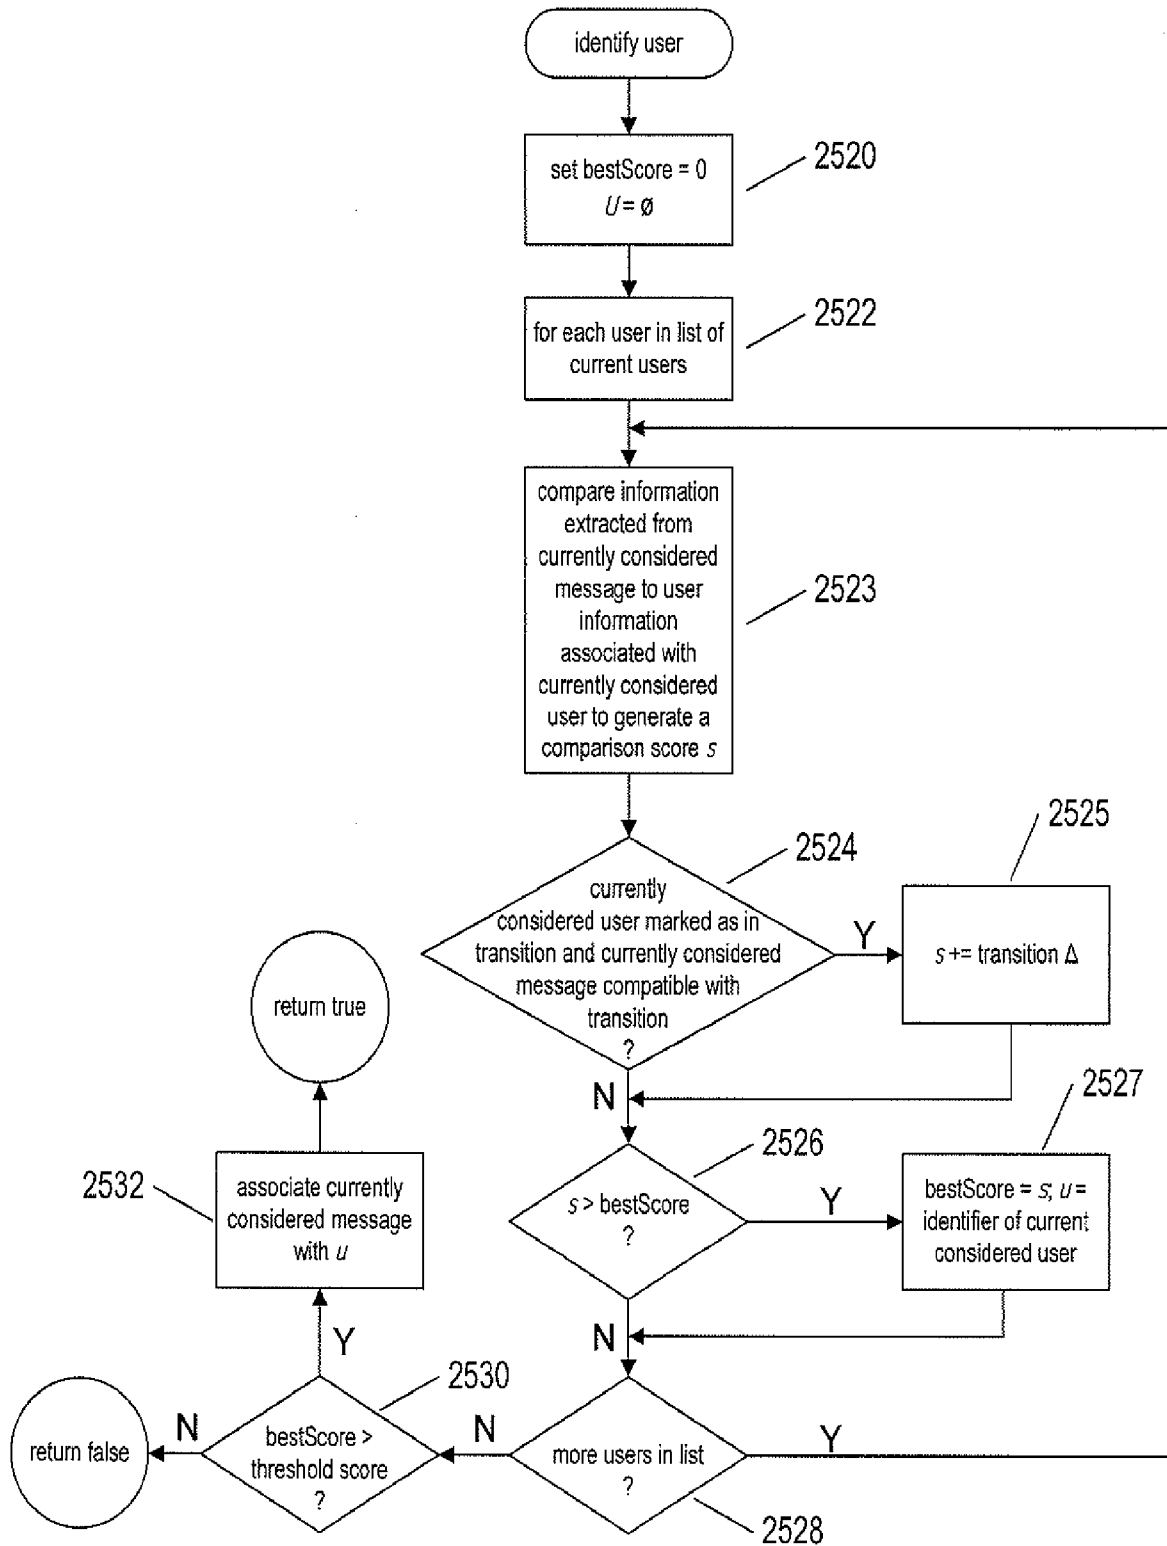 identify user
set bestScore = 0
U = ø
2520
for each user in list of
current users
2522
compare information
extracted from
currently considered
message to user
information
associated with
currently considered
user to generate a
comparison score s
2523
currently
considered user marked as in
transition and currently considered
message compatible with
transition
?
2524
Y
s += transition Δ
2525
N
s > bestScore
?
2526
Y
bestScore = s; u =
identifier of current
considered user
2527
N
more users in list
?
2528
Y
N
bestScore >
threshold score
?
2530
N
return false
Y
associate currently
considered message
with u
2532
return true